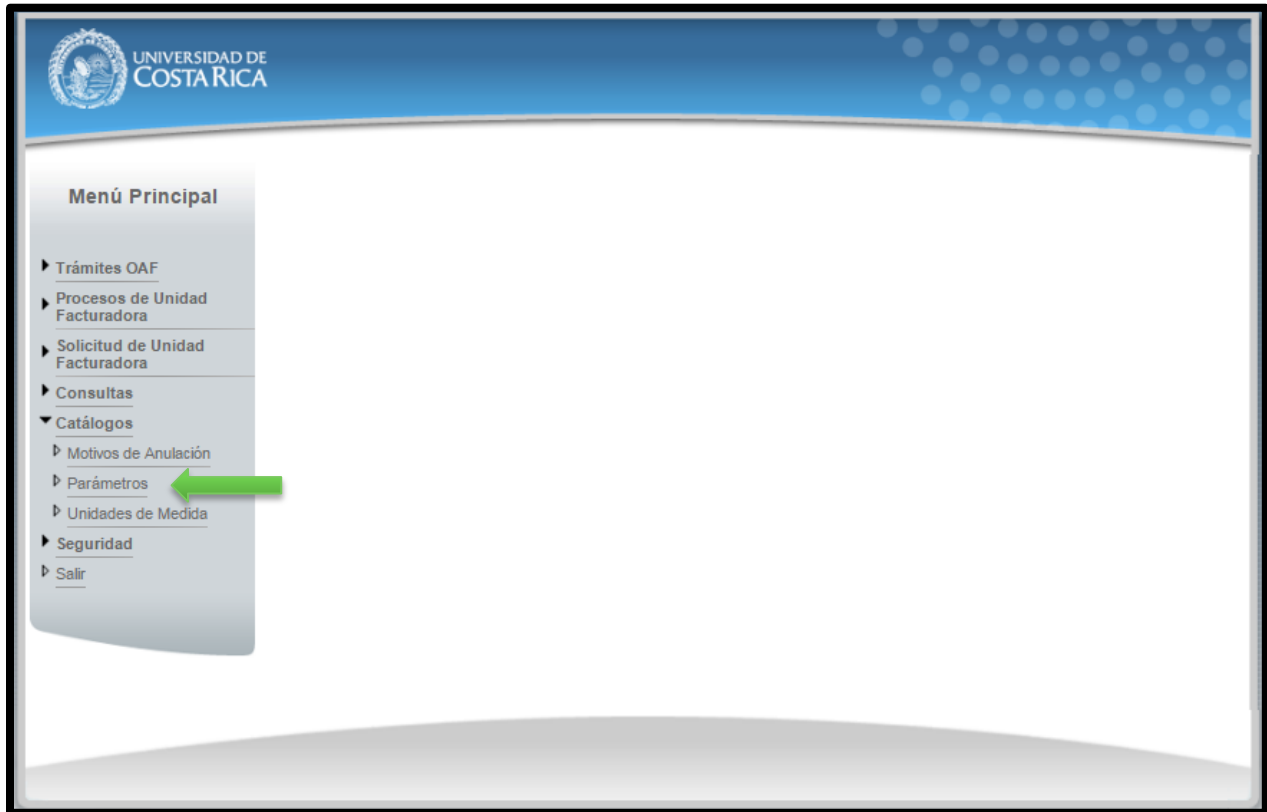 UNIVERSIDAD DE
COSTA RICA
Menú Principal
Trámites OAF
Procesos de Unidad
Facturadora
Solicitud de Unidad
Facturadora
Consultas
Catálogos
Motivos de Anulación
Parámetros
Unidades de Medida
Seguridad
Salir